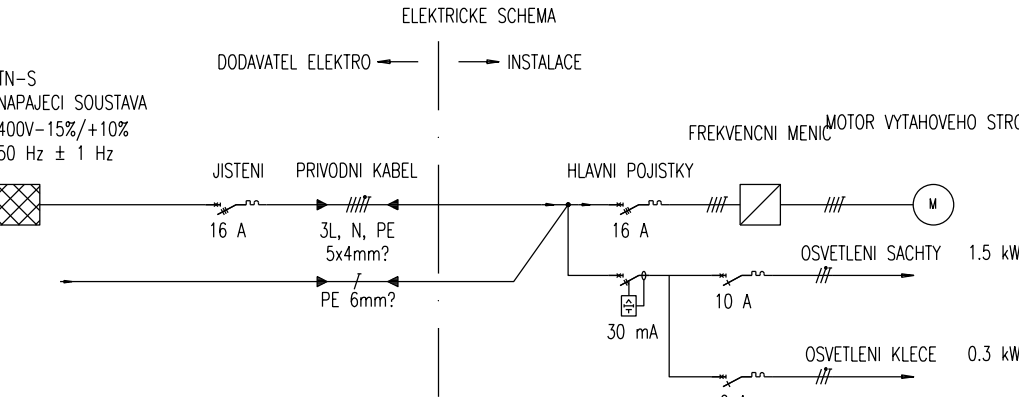 ELEKTRICKE SCHEMA
DODAVATEL ELEKTRO
INSTALACE
TN-S
NAPAJECI SOUSTAVA
400V-15%/+10%
50 Hz ± 1 Hz
FREKVENCNI MENIC
MOTOR VYTAHOVEHO STRO
JISTENI
PRIVODNI KABEL
HLAVNI POJISTKY
M
16 A
3L, N, PE
5x4mm?
16 A
OSVETLENI SACHTY 1.5 kW
PE 6mm?
10 A
30 mA
OSVETLENI KLECE 0.3 kW